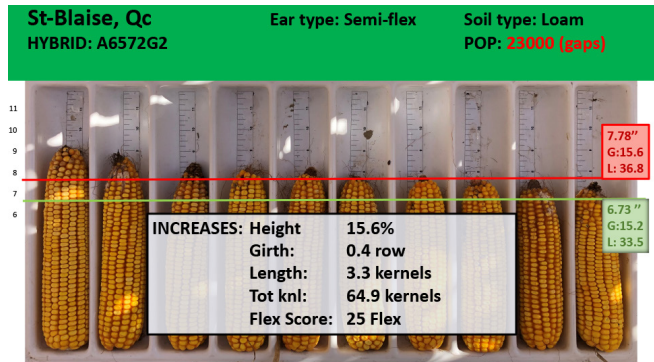 St-Blaise, Qc
Ear type: Semi-flex
Soil type: Loam
HYBRID: A6572G2
POP: 23000 (gaps)
11
10
9
8
7
6
7.78’’
G:15.6
L: 36.8
6.73 ’’
G:15.2
L: 33.5
INCREASES: Height 15.6%
Girth: 0.4 row
Length: 3.3 kernels
Tot knl: 64.9 kernels
Flex Score: 25 Flex